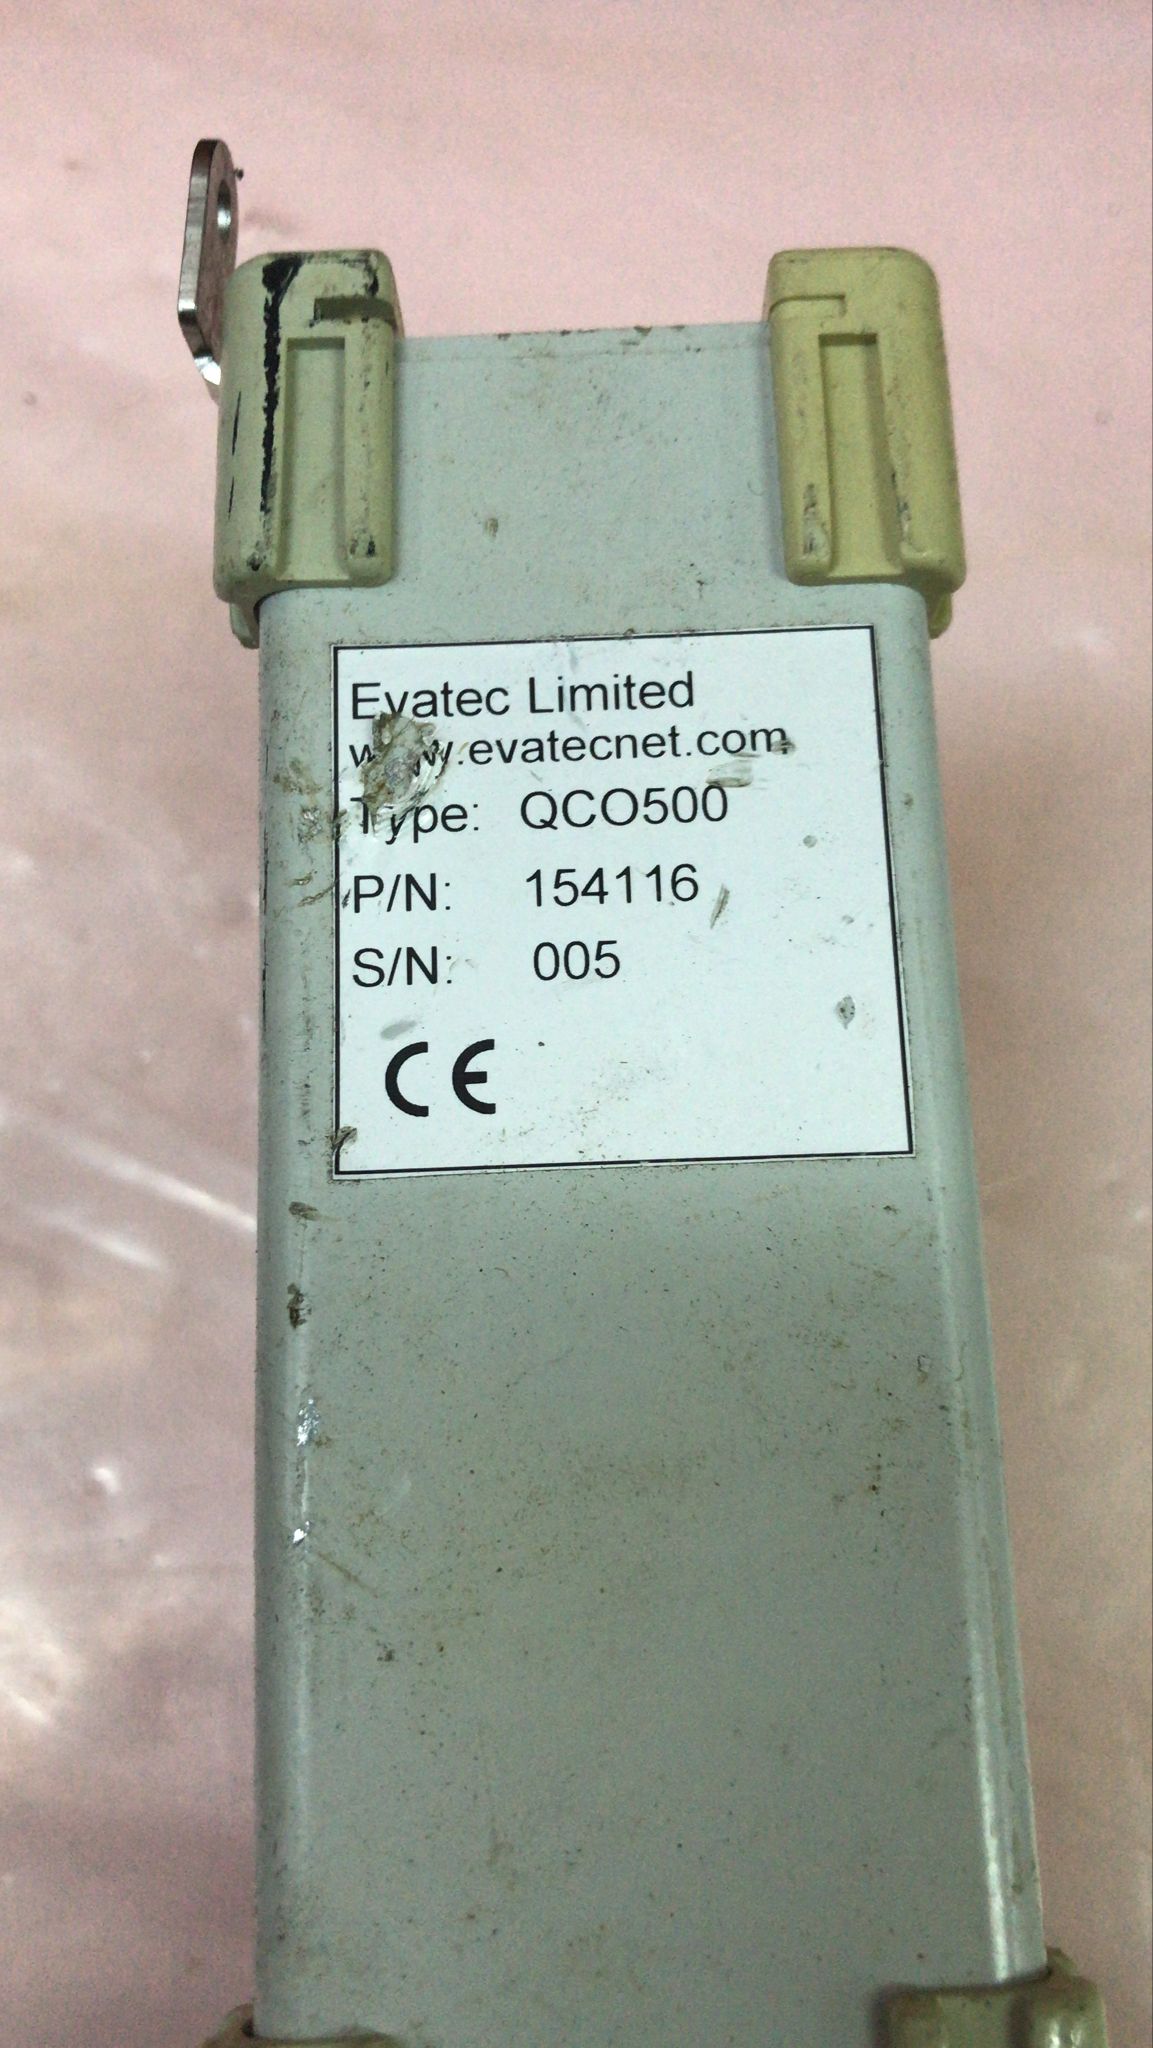 Evatec Limited
www.evatecnet.com
Type: QCO500
P/N: 154116
S/N: 005
CE